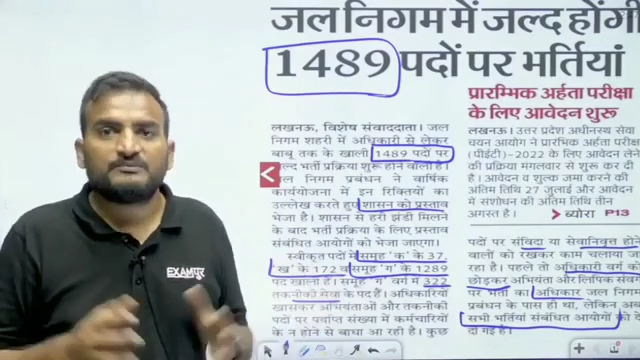 जल निगम में जल्द होंगी
1489 पदों पर भर्तियां
लखनऊ, विशेष संवाददाता। जल
निगम शहरी में अधिकारी से लेकर
बाबू तक के खाली 1489 पदों पर
जल्द भर्ती प्रक्रिया शुरू होने वाली है।
जल निगम प्रबंधन ने वार्षिक
कार्ययोजना में इन रिक्तियों का
उल्लेख करते हुए शासन को प्रस्ताव
भेजा है। शासन से हरी झंडी मिलने
के बाद भर्ती प्रक्रिया के लिए प्रस्ताव
संबंधित आयोगों को भेजा जाएगा।
स्वीकृत पदों में समूह 'क' के 37,
'ख' के 172 व समूह 'ग' के 1289
पद खाली हैं। समूह 'ग' वर्ग में 322
तकनीकी सेवा के पद हैं। अधिकारियों
खासकर अभियंताओं और तकनीकी
पदों पर पर्याप्त संख्या में कर्मचारियों
के न होने से बाधा आ रही है। कुछ
प्रारम्भिक अर्हता परीक्षा
के लिए आवेदन शुरू
लखनऊ। उत्तर प्रदेश अधीनस्थ सेवा
चयन आयोग ने प्रारम्भिक अर्हता परीक्षा
(पीईटी)-2022 के लिए आवेदन लेने
की प्रक्रिया मंगलवार से शुरू कर दी
है। आवेदन व शुल्क जमा करने की
अंतिम तिथि 27 जुलाई और आवेदन
में संशोधन की अंतिम तिथि तीन
अगस्त है। > ब्योरा P13
पदों पर संविदा या सेवानिवृत्त होने
वालों को रखकर काम चलाया जा
रहा है। पहले तो अधिकारी वर्ग को
छोड़कर अभियंता और लिपिक संवर्ग
पर भर्ती का अधिकार जल निगम
प्रबंधन के पास ही था, लेकिन अब
सभी भर्तियां संबंधित आयोगों को दे
दी गई है।
EXAMPUR